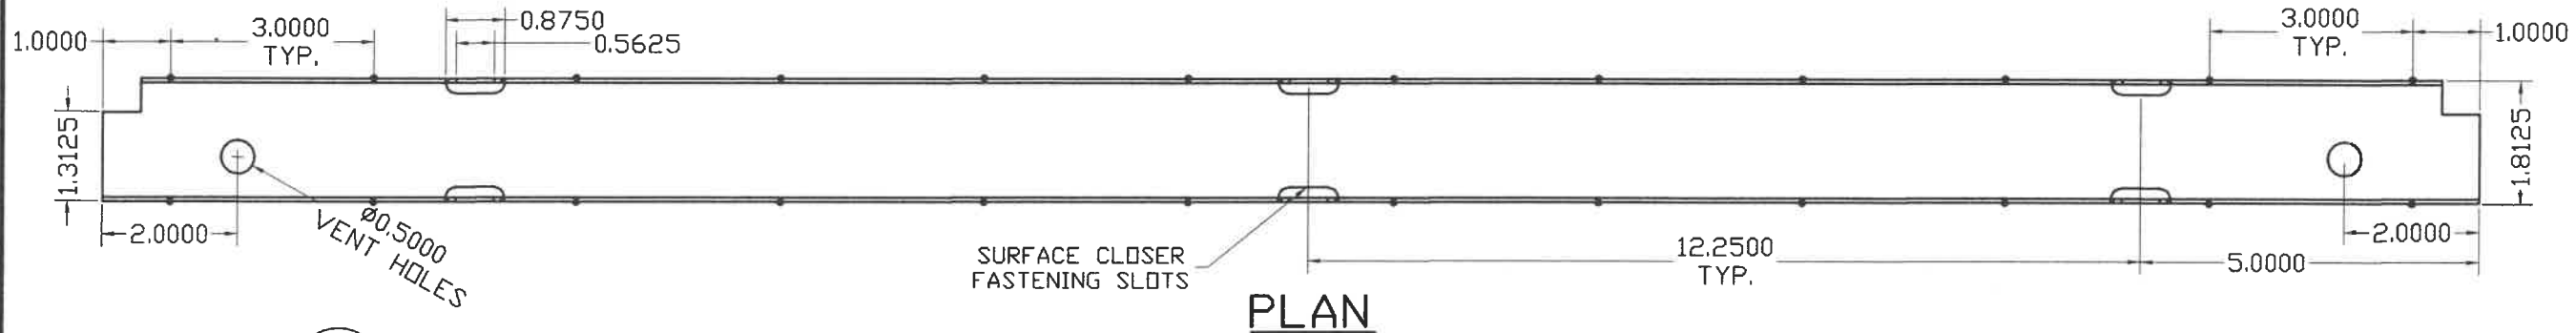 1.0000
3.0000
TYP.
0.8750
0.5625
3.0000
TYP.
1.0000
1.3125
1.8125
2.0000
Ø0.5000
VENT HOLES
SURFACE CLOSER
FASTENING SLOTS
12.2500
TYP.
5.0000
2.0000
PLAN